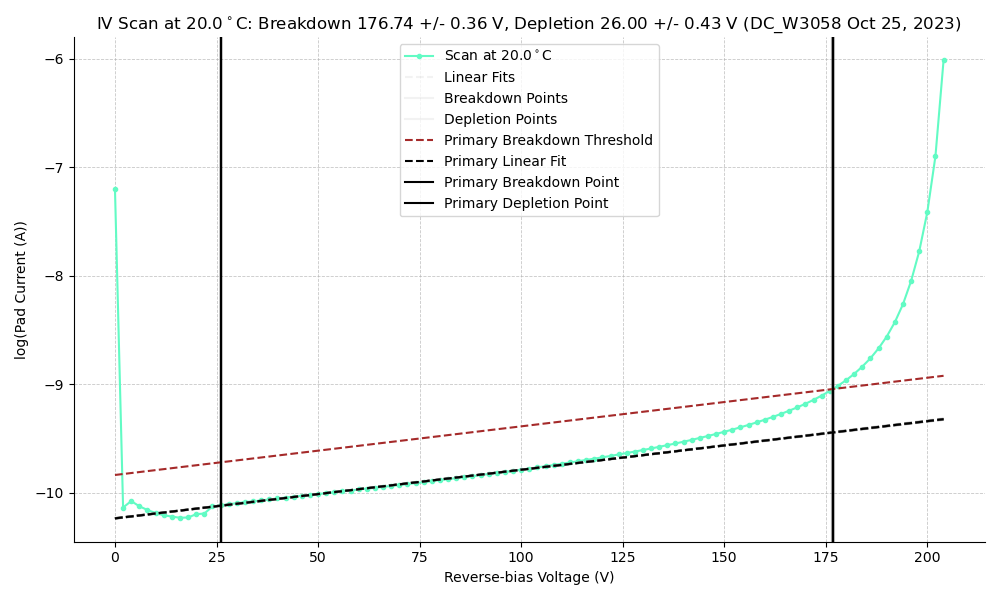 IV Scan at 20.0°C: Breakdown 176.74 +/- 0.36 V, Depletion 26.00 +/- 0.43 V (DC_W3058 Oct 25, 2023)
Scan at 20.0°C
Linear Fits
Breakdown Points
Depletion Points
Primary Breakdown Threshold
Primary Linear Fit
Primary Breakdown Point
Primary Depletion Point
log(Pad Current (A))
−6
−7
−8
−9
−10
0
25
50
75
100
125
150
175
200
Reverse-bias Voltage (V)